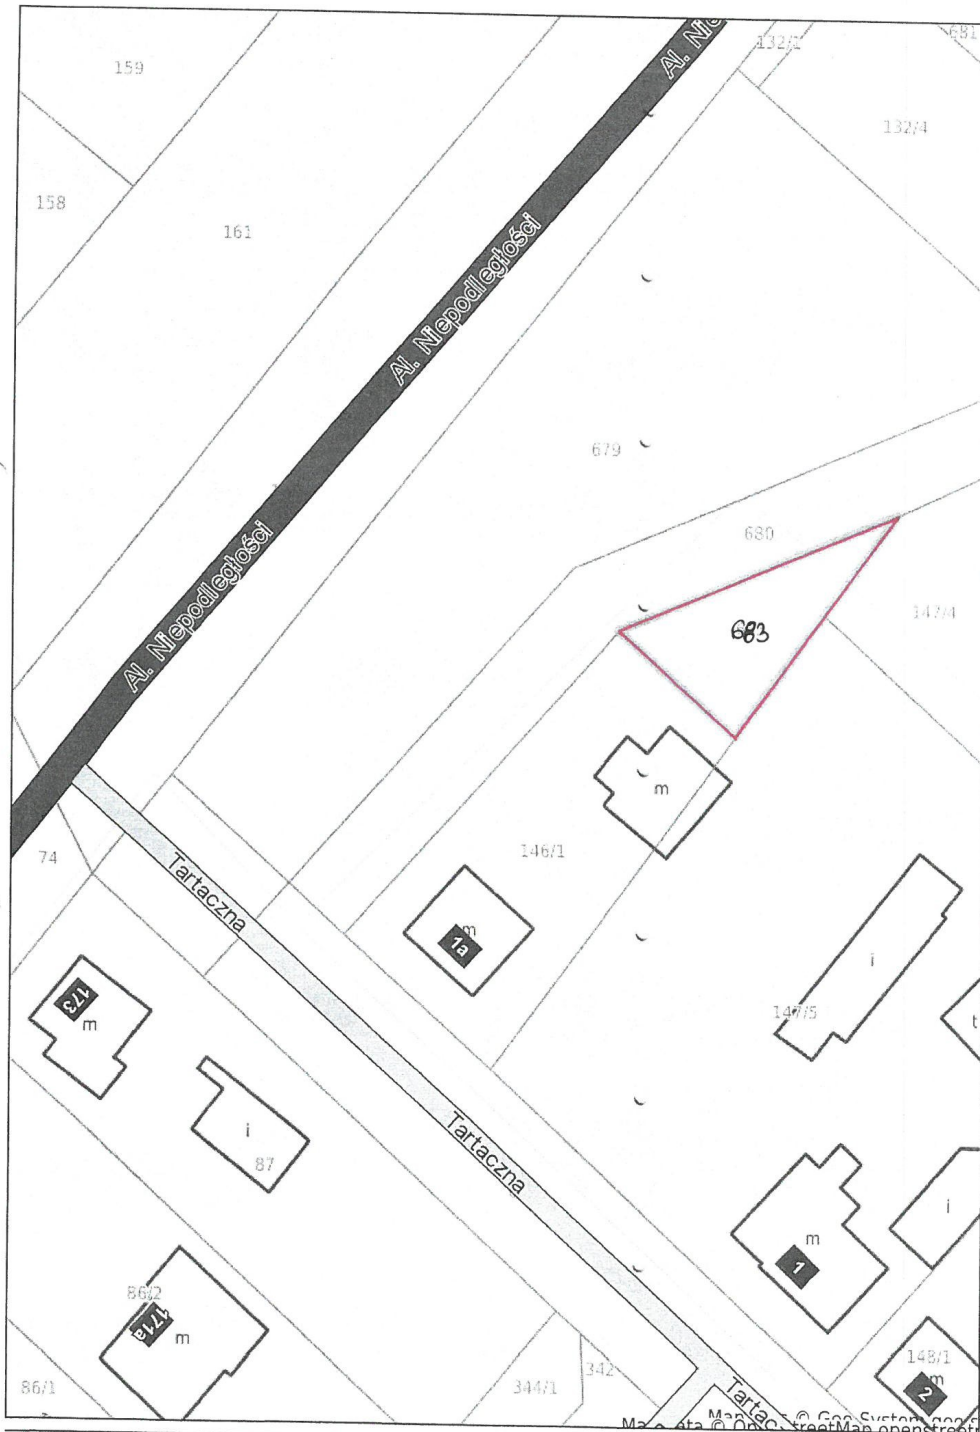 Al. Nie
132/1
681
159
132/4
158
161
Al. Niepodległości
679
680
Al. Niepodległości
683
147/4
m
74
146/1
Tartaczna
m
1a
i
173
m
147/5
t
i
87
Tartaczna
m
1
i
86/2
171a
m
148/1
m
2
86/1
344/1
342
Tarta